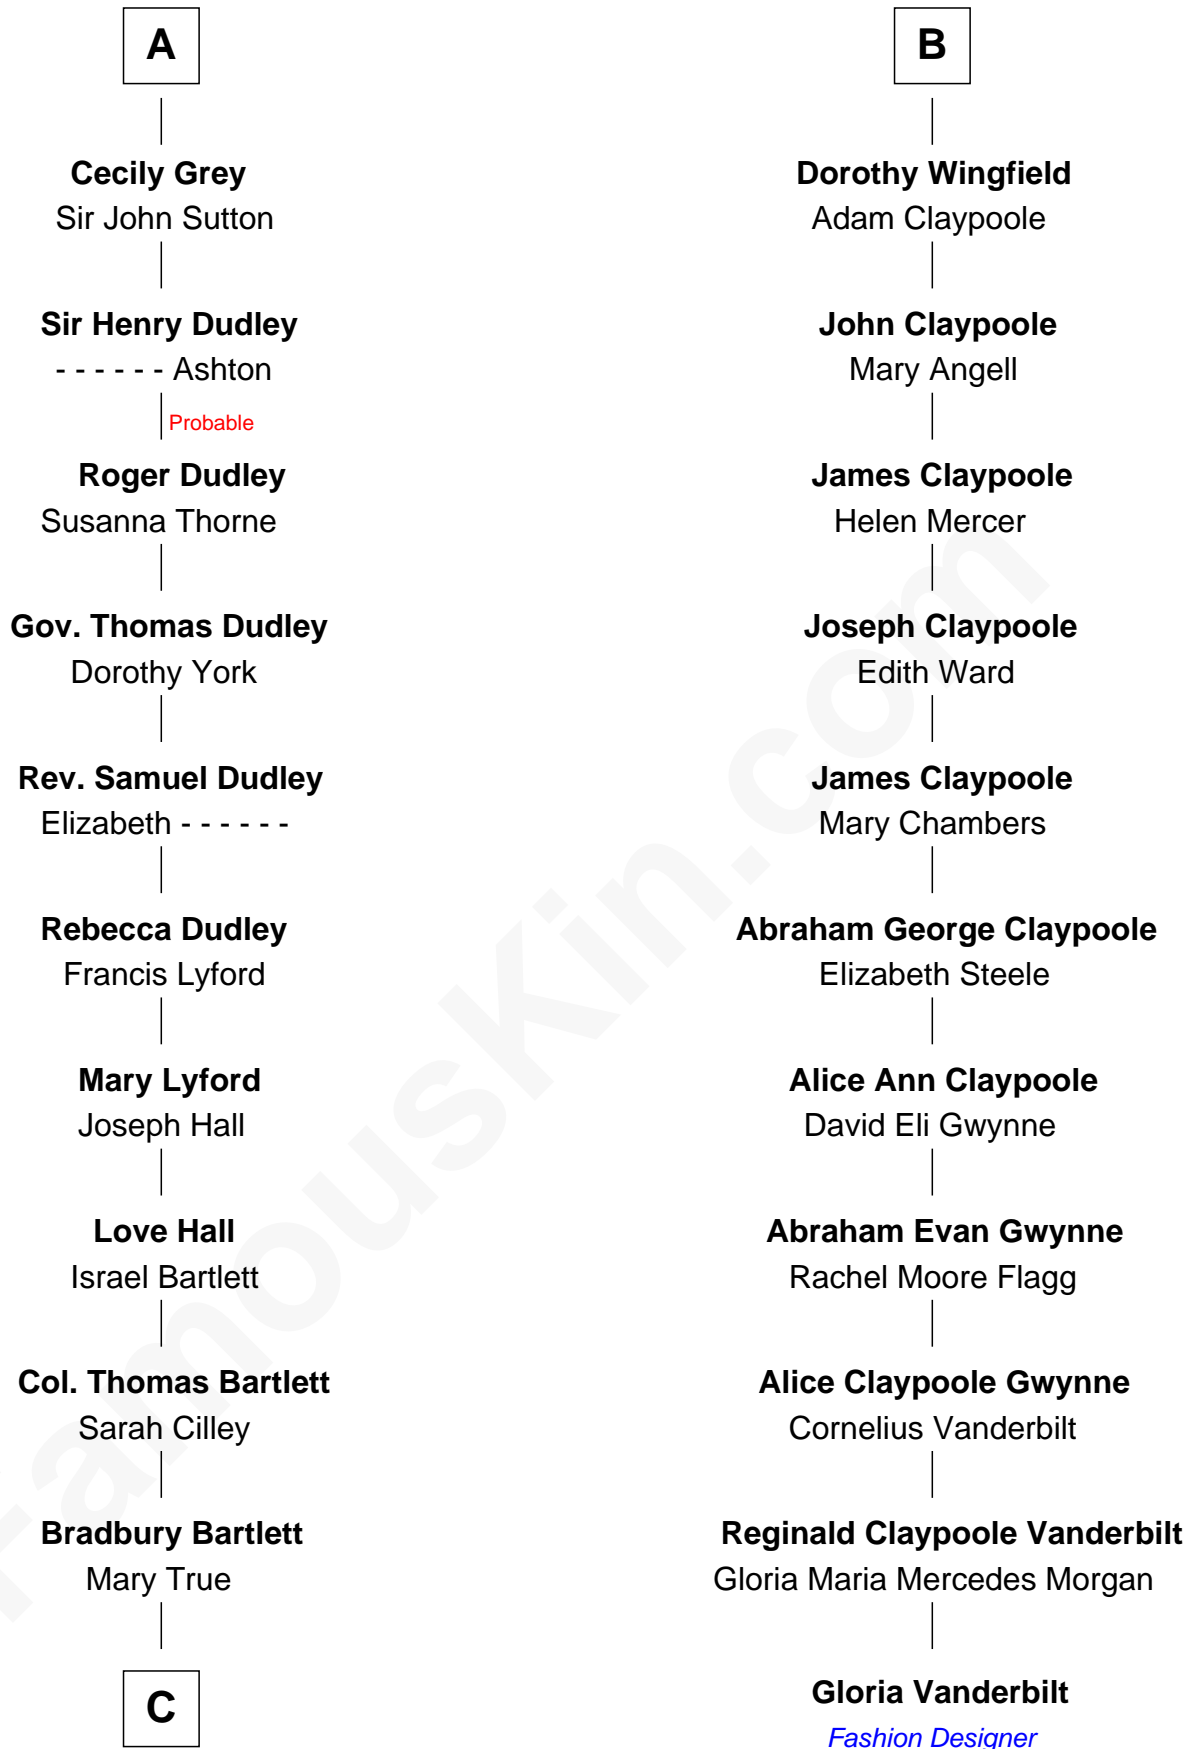 A
Cecily Grey
Sir John Sutton
Sir Henry Dudley
- - - - - - Ashton
Probable
Roger Dudley
Susanna Thorne
Gov. Thomas Dudley
Dorothy York
Rev. Samuel Dudley
Elizabeth - - - - - -
Rebecca Dudley
Francis Lyford
Mary Lyford
Joseph Hall
Love Hall
Israel Bartlett
Col. Thomas Bartlett
Sarah Cilley
Bradbury Bartlett
Mary True
C
B
Dorothy Wingfield
Adam Claypoole
John Claypoole
Mary Angell
James Claypoole
Helen Mercer
Joseph Claypoole
Edith Ward
James Claypoole
Mary Chambers
Abraham George Claypoole
Elizabeth Steele
Alice Ann Claypoole
David Eli Gwynne
Abraham Evan Gwynne
Rachel Moore Flagg
Alice Claypoole Gwynne
Cornelius Vanderbilt
Reginald Claypoole Vanderbilt
Gloria Maria Mercedes Morgan
Gloria Vanderbilt
Fashion Designer
FamousKin.com